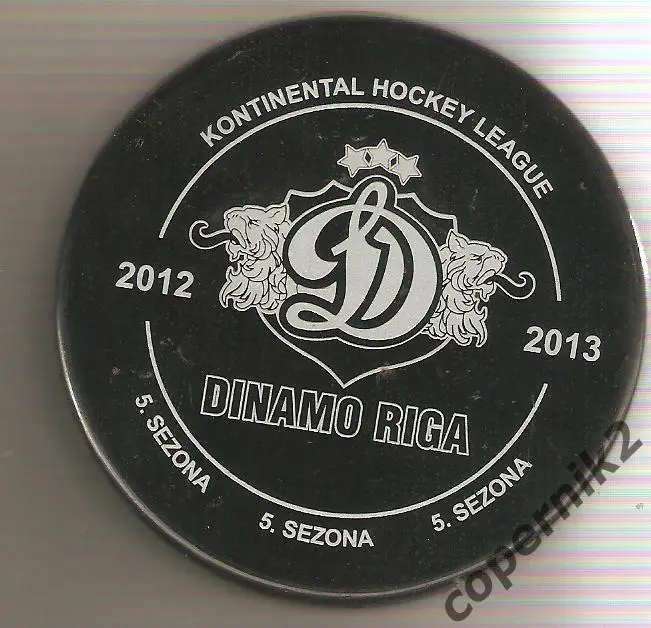 KONTINENTAL HOCKEY LEAGUE
D
2012
2013
DINAMO RIGA
5. SEZONA
5. SEZONA
5. SEZONA
copernik2